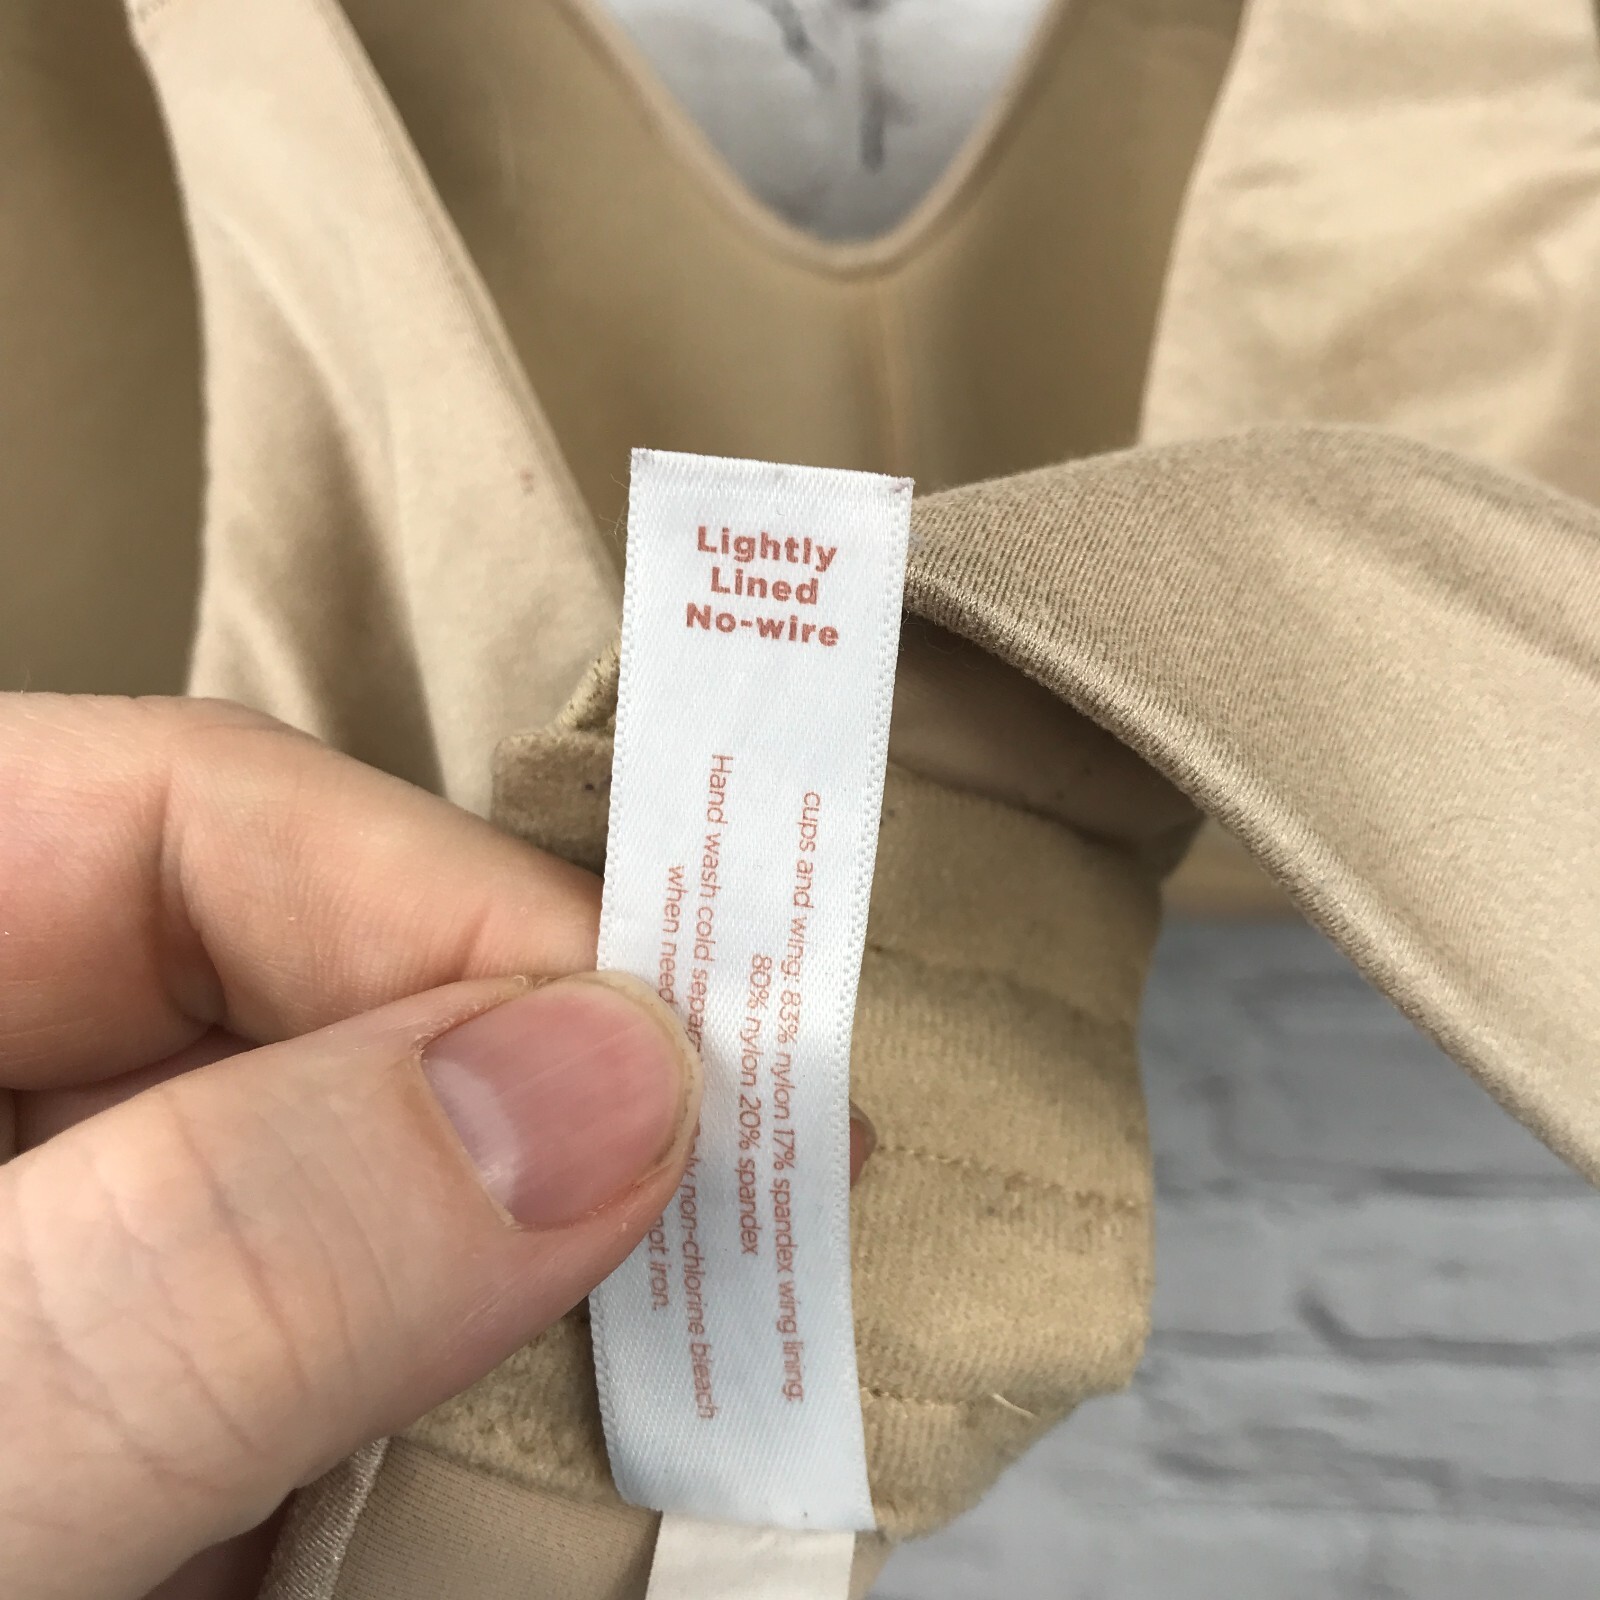 Lightly
Lined
No-wire
cups and wing: 83% nylon 17% spandex wing lining:
80% nylon 20% spandex
Hand wash cold non-chlorine bleach
when iron.